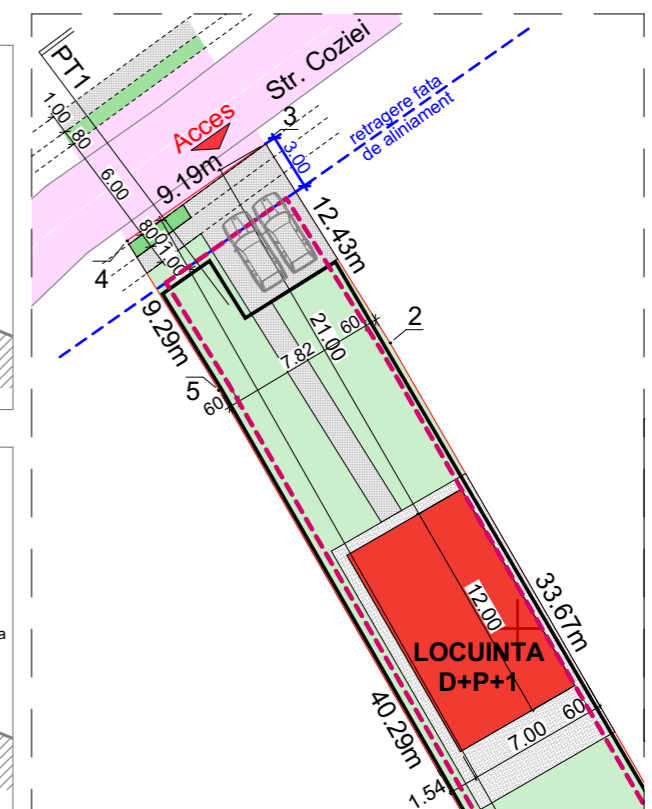 PT1
Str. Coziei
Acces
1.00
80
6.00
9.19m
3
3.00
retragere fata
de aliniament
4
80
1.00
12.43m
9.29m
5
60
7.82
21.00
60
2
a
12.00
33.67m
LOCUINTA
D+P+1
40.29m
7.00
60
1.54